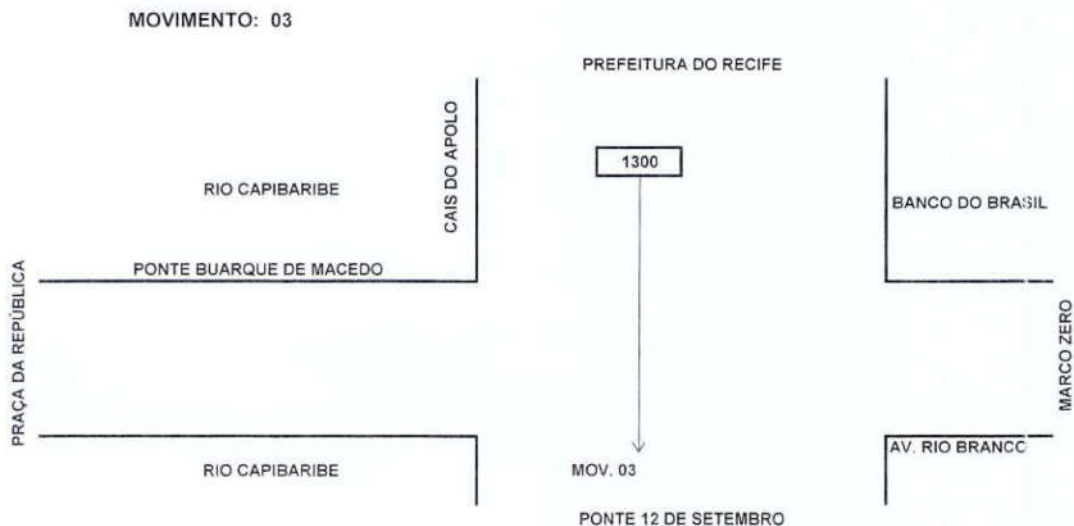 MOVIMENTO: 03
PREFEITURA DO RECIFE
CAIS DO APOLO
1300
RIO CAPIBARIBE
BANCO DO BRASIL
PONTE BUARQUE DE MACEDO
PRAÇA DA REPÚBLICA
MARCO ZERO
AV. RIO BRANCO
RIO CAPIBARIBE
MOV. 03
PONTE 12 DE SETEMBRO